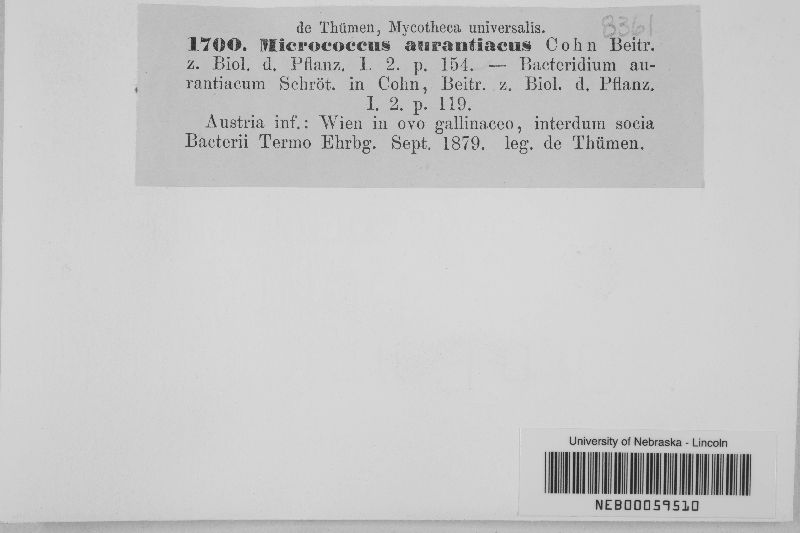 de Thümen, Mycotheca universalis.
8361
1700. Micrococcus aurantiacus Cohn Beitr.
z. Biol. d. Pflanz. I. 2. p. 154. — Bacteridium au-
rantiacum Schröt. in Cohn, Beitr. z. Biol. d. Pflanz.
I. 2. p. 119.
Austria inf.: Wien in ovo gallinaceo, interdum socia
Bacterii Termo Ehrbg. Sept. 1879. leg. de Thümen.
University of Nebraska - Lincoln
NEB00059510